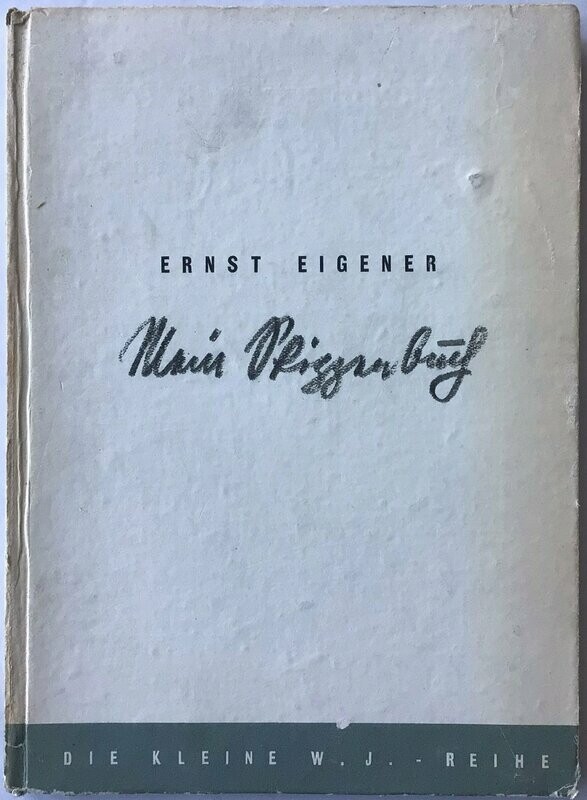 ERNST EIGENER
Mein Skizzenbuch
DIE KLEINE W.J.-REIHE